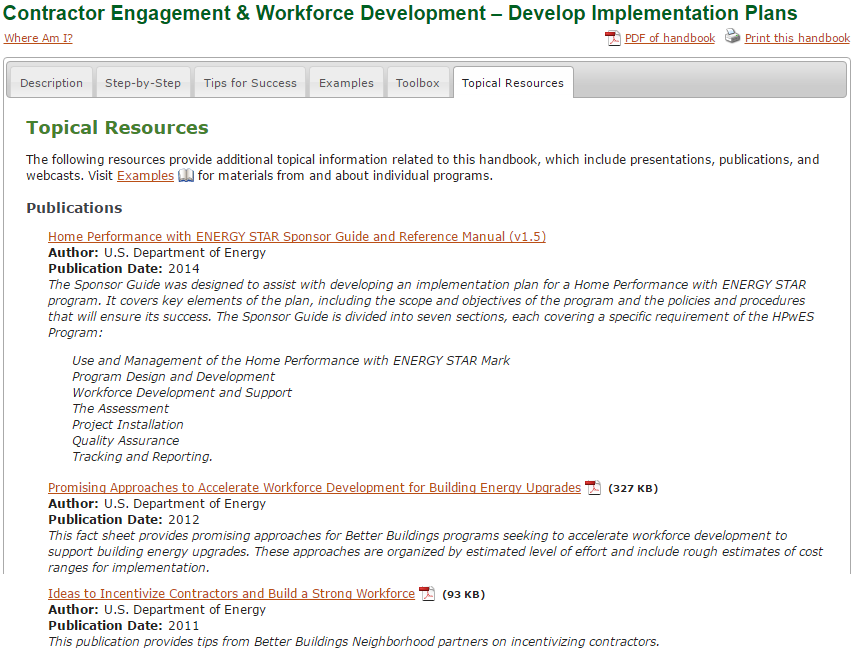 Contractor Engagement & Workforce Development – Develop Implementation Plans
Where Am I?
PDF of handbook
Print this handbook
Description
Step-by-Step
Tips for Success
Examples
Toolbox
Topical Resources
Topical Resources
The following resources provide additional topical information related to this handbook, which include presentations, publications, and
webcasts. Visit Examples for materials from and about individual programs.
Publications
Home Performance with ENERGY STAR Sponsor Guide and Reference Manual (v1.5)
Author: U.S. Department of Energy
Publication Date: 2014
The Sponsor Guide was designed to assist with developing an implementation plan for a Home Performance with ENERGY STAR
program. It covers key elements of the plan, including the scope and objectives of the program and the policies and procedures
that will ensure its success. The Sponsor Guide is divided into seven sections, each covering a specific requirement of the HPwES
Program:
Use and Management of the Home Performance with ENERGY STAR Mark
Program Design and Development
Workforce Development and Support
The Assessment
Project Installation
Quality Assurance
Tracking and Reporting.
Promising Approaches to Accelerate Workforce Development for Building Energy Upgrades (327 KB)
Author: U.S. Department of Energy
Publication Date: 2012
This fact sheet provides promising approaches for Better Buildings programs seeking to accelerate workforce development to
support building energy upgrades. These approaches are organized by estimated level of effort and include rough estimates of cost
ranges for implementation.
Ideas to Incentivize Contractors and Build a Strong Workforce (93 KB)
Author: U.S. Department of Energy
Publication Date: 2011
This publication provides tips from Better Buildings Neighborhood partners on incentivizing contractors.